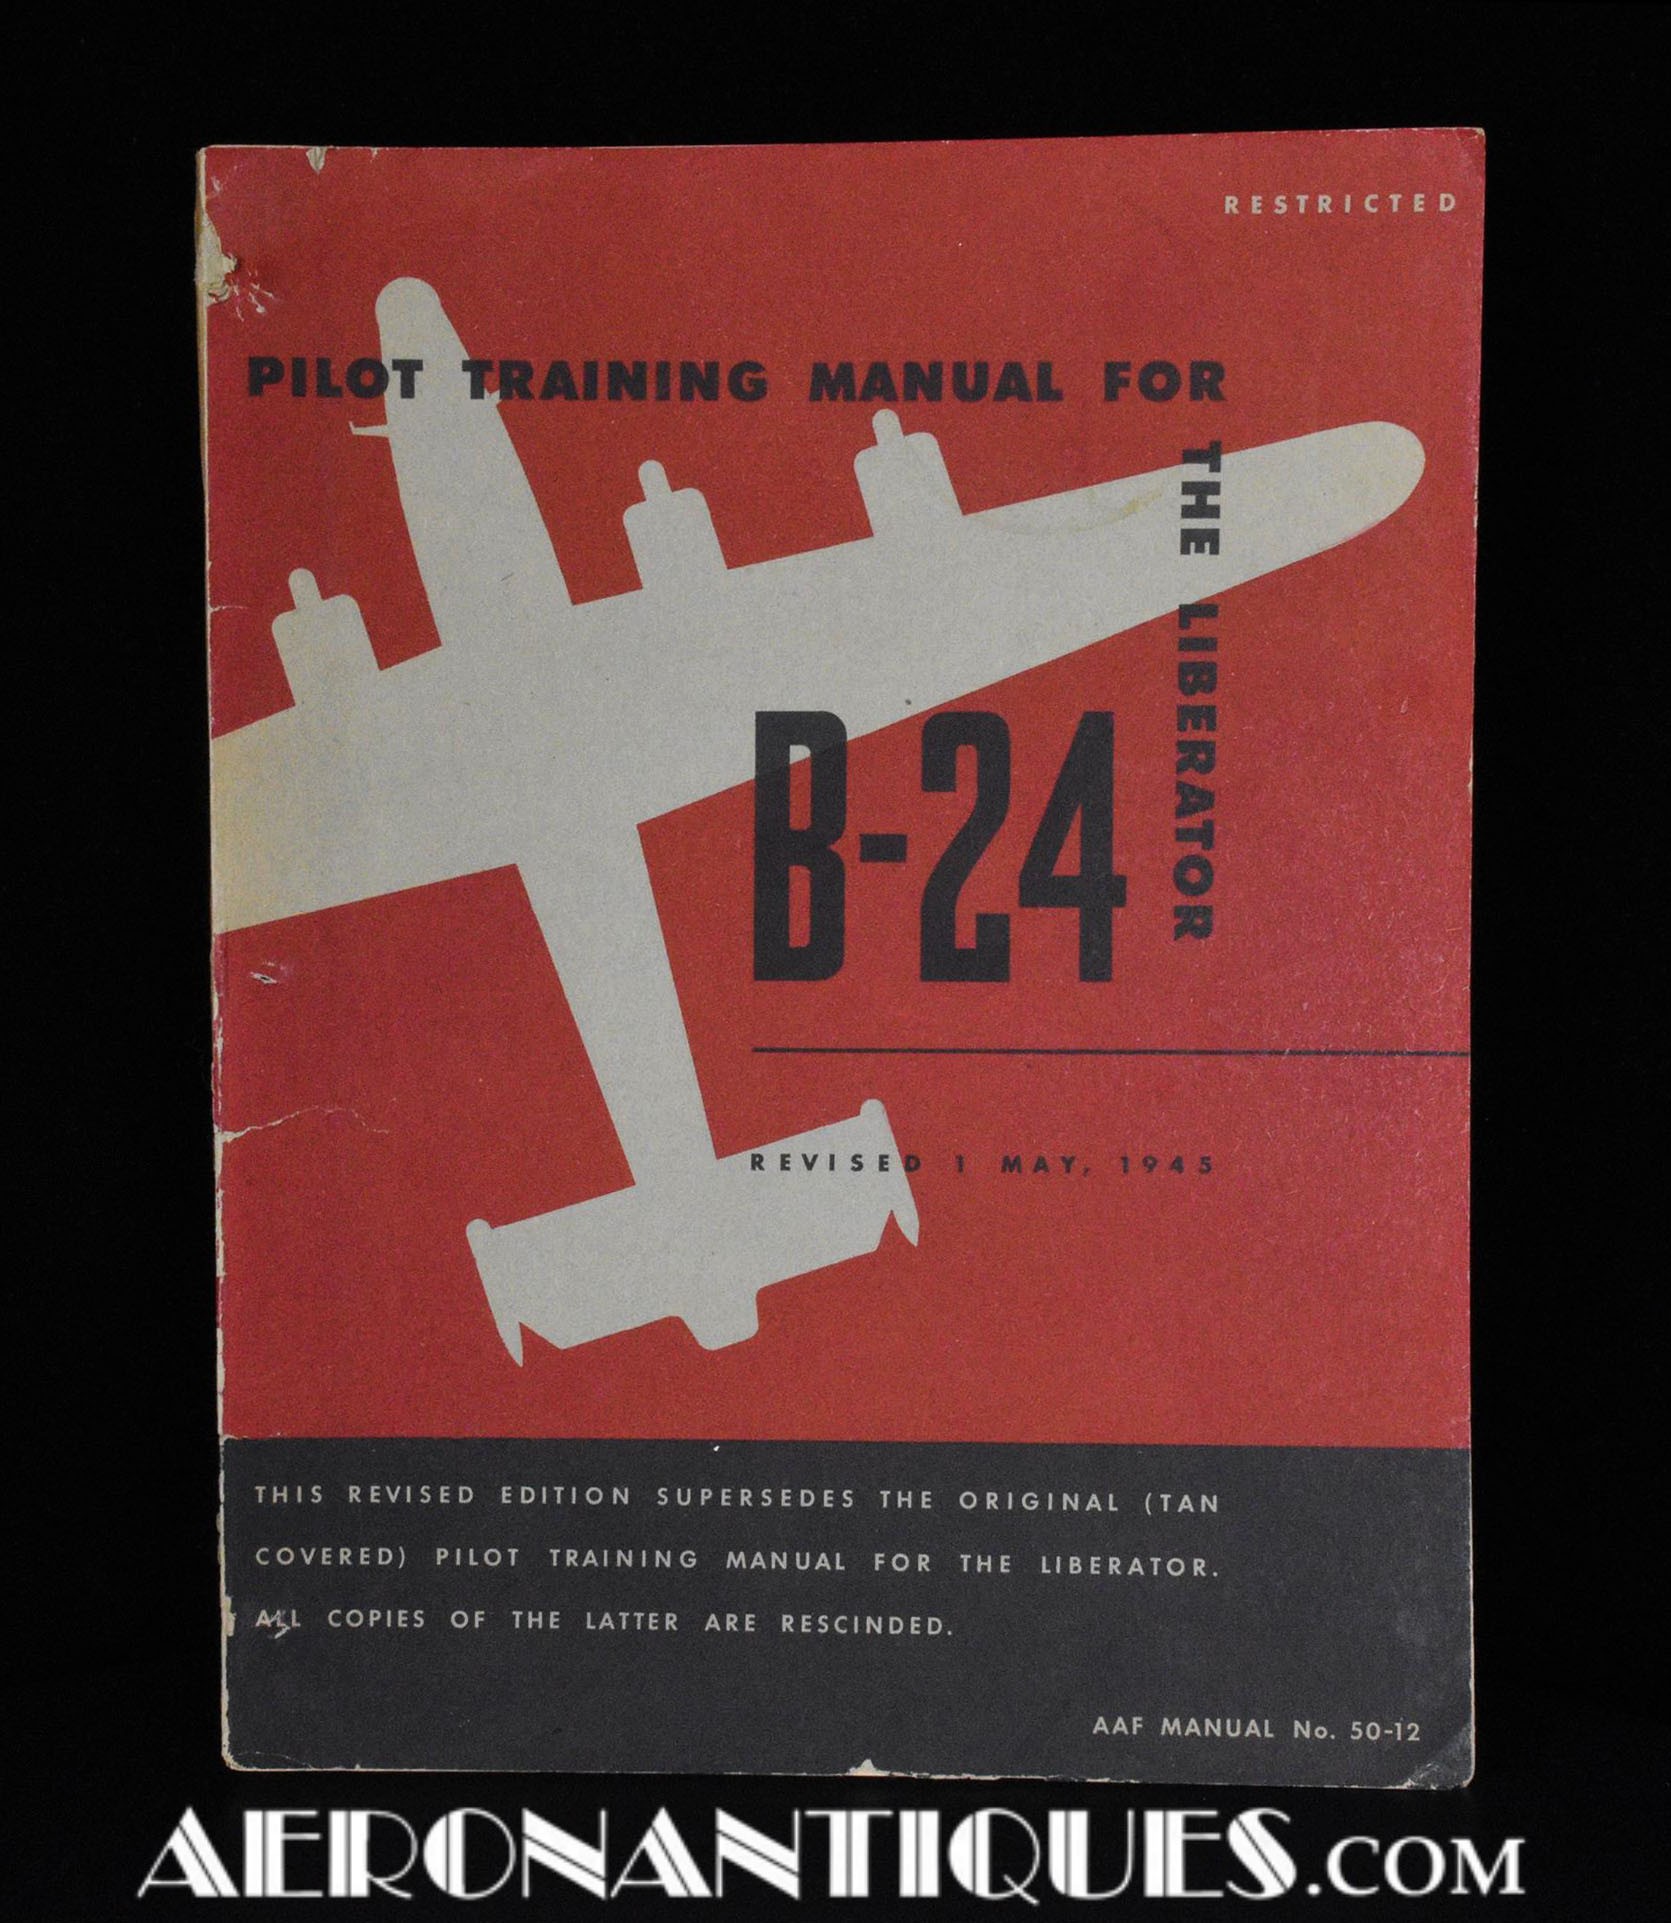 RESTRICTED
PILOT TRAINING MANUAL FOR
THE LIBERATOR
B-24
REVISED 1 MAY, 1945
THIS REVISED EDITION SUPERSEDES THE ORIGINAL (TAN
COVERED) PILOT TRAINING MANUAL FOR THE LIBERATOR.
ALL COPIES OF THE LATTER ARE RESCINDED.
AAF MANUAL No. 50-12
AERONANTIQUES.COM